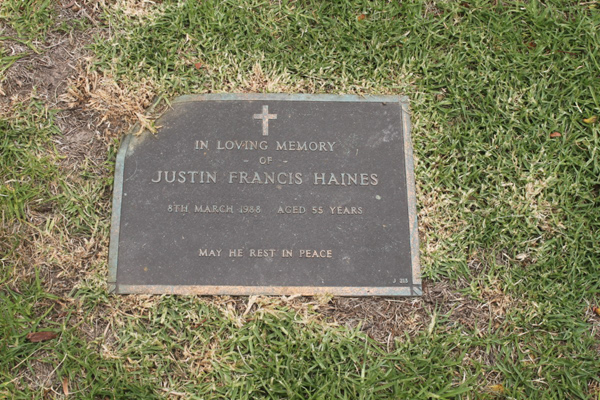 IN LOVING MEMORY
- OF -
JUSTIN FRANCIS HAINES
8TH MARCH 1988 AGED 55 YEARS
MAY HE REST IN PEACE